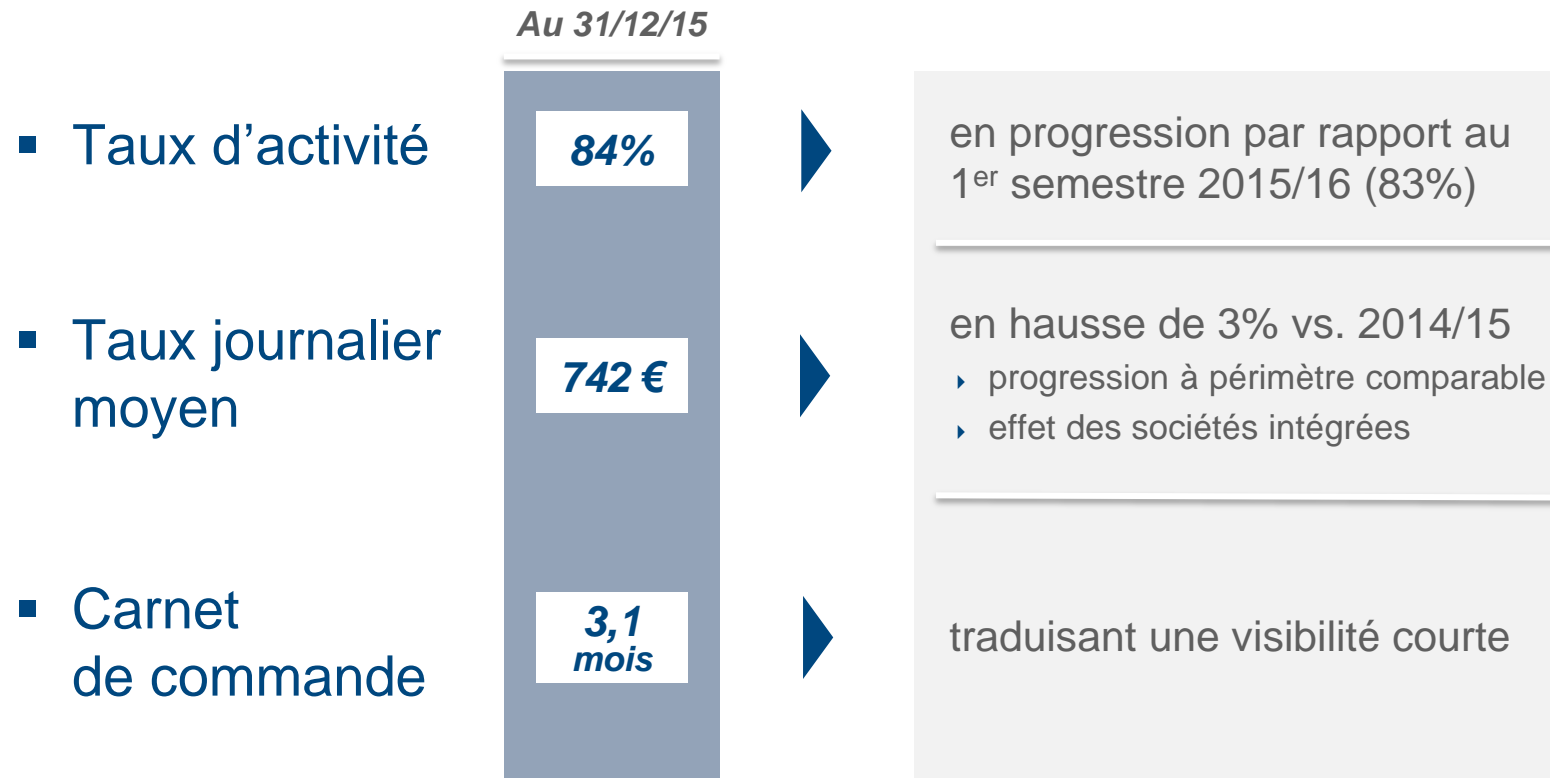 Au 31/12/15
▪ Taux d’activité
84%
en progression par rapport au
1er semestre 2015/16 (83%)
▪ Taux journalier
moyen
742 €
en hausse de 3% vs. 2014/15
progression à périmètre comparable
effet des sociétés intégrées
▪ Carnet
de commande
3,1
mois
traduisant une visibilité courte